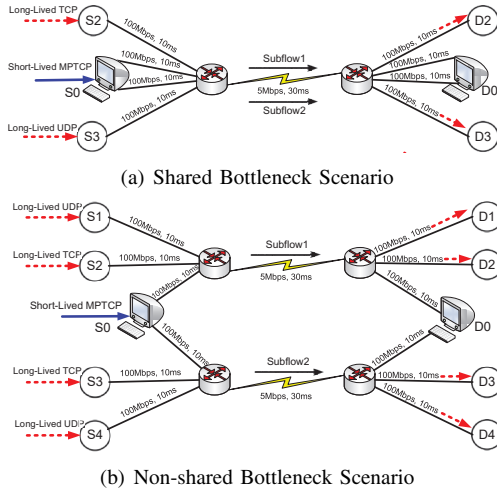 Long-Lived TCP
S2
100Mbps, 10ms
100Mbps, 10ms
D2
Short-Lived MPTCP
100Mbps, 10ms
100Mbps, 10ms
Subflow1
5Mbps, 30ms
Subflow2
100Mbps, 10ms
100Mbps, 10ms
S0
D0
Long-Lived UDP
S3
100Mbps, 10ms
100Mbps, 10ms
D3
(a) Shared Bottleneck Scenario
Long-Lived UDP
S1
100Mbps, 10ms
100Mbps, 10ms
D1
Long-Lived TCP
S2
100Mbps, 10ms
Subflow1
5Mbps, 30ms
100Mbps, 10ms
D2
Short-Lived MPTCP
S0
100Mbps, 10ms
100Mbps, 10ms
D0
100Mbps, 10ms
100Mbps, 10ms
Long-Lived TCP
S3
100Mbps, 10ms
Subflow2
5Mbps, 30ms
100Mbps, 10ms
D3
Long-Lived UDP
S4
100Mbps, 10ms
100Mbps, 10ms
D4
(b) Non-shared Bottleneck Scenario